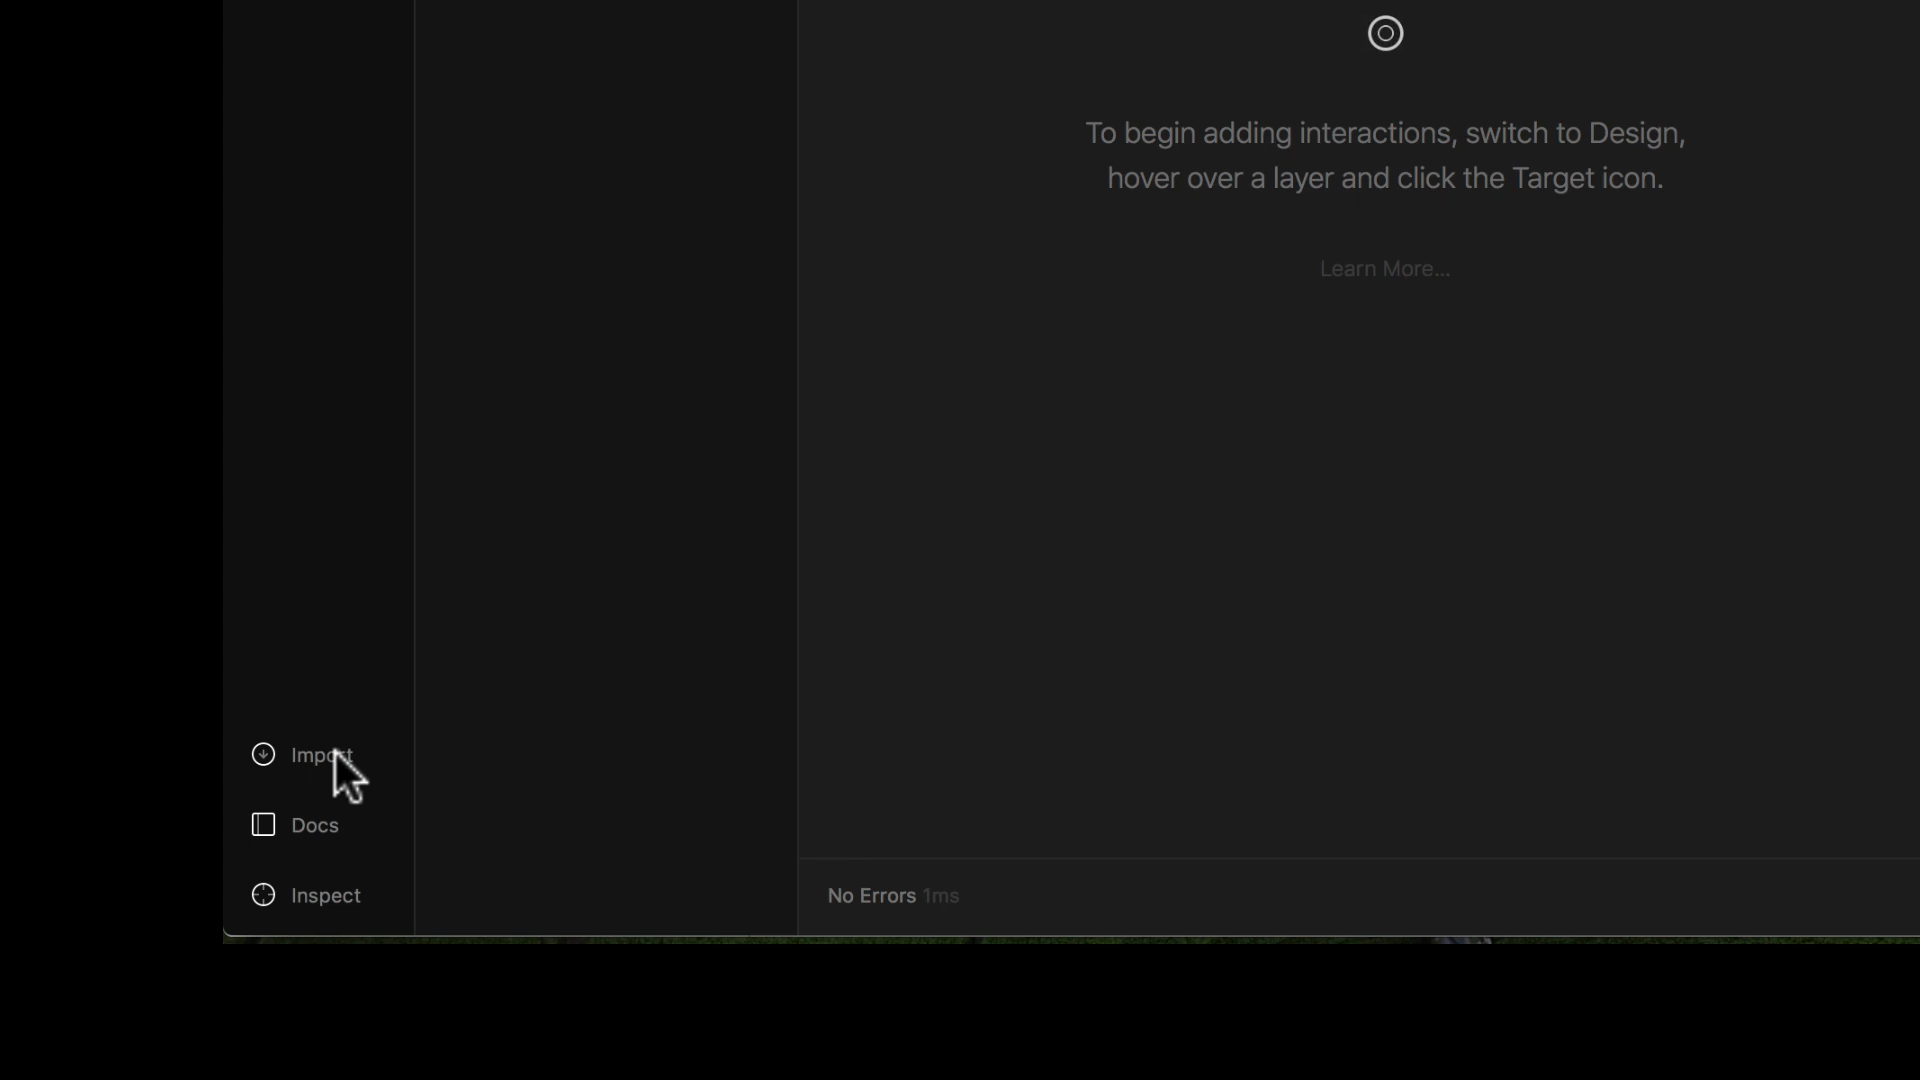 To begin adding interactions, switch to Design,
hover over a layer and click the Target icon.
Learn More...
Import
Docs
Inspect
No Errors 1ms